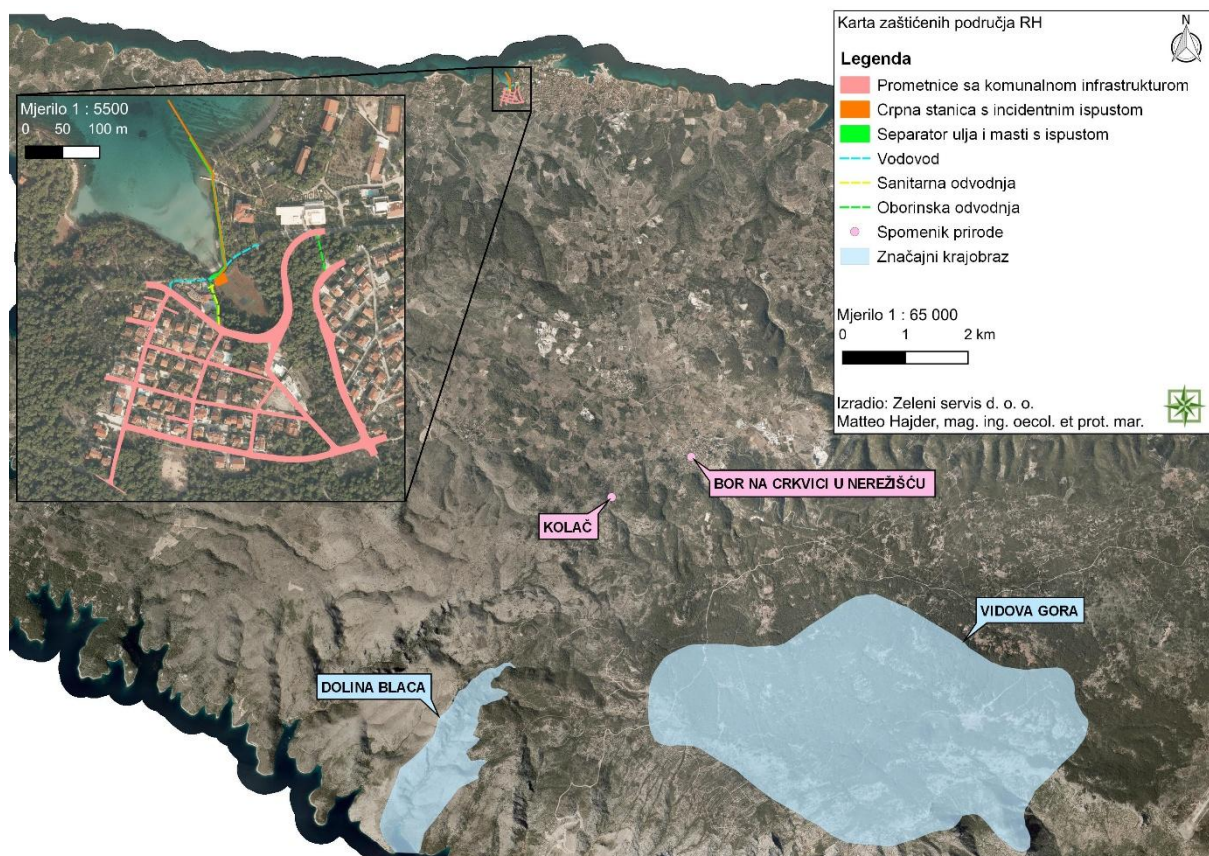 Karta zaštićenih područja RH
N
Legenda
Prometnice sa komunalnom infrastrukturom
Crpna stanica s incidentnim ispustom
Separator ulja i masti s ispustom
Vodovod
Sanitarna odvodnja
Oborinska odvodnja
Spomenik prirode
Značajni krajobraz
Mjerilo 1 : 65 000
0 1 2 km
Izradio: Zeleni servis d. o. o.
Matteo Hajder, mag. ing. oecol. et prot. mar.
Mjerilo 1 : 5500
0 50 100 m
BOR NA CRKVICI U NEREŽIŠĆU
KOLAČ
VIDOVA GORA
DOLINA BLACA